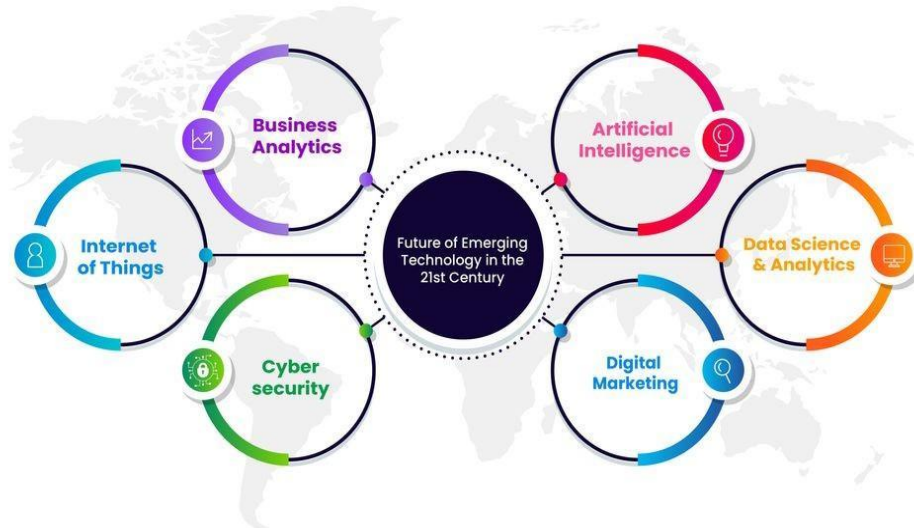 Business
Analytics
Artificial
Intelligence
Internet
of Things
Future of Emerging
Technology in the
21st Century
Data Science
& Analytics
Cyber
security
Digital
Marketing